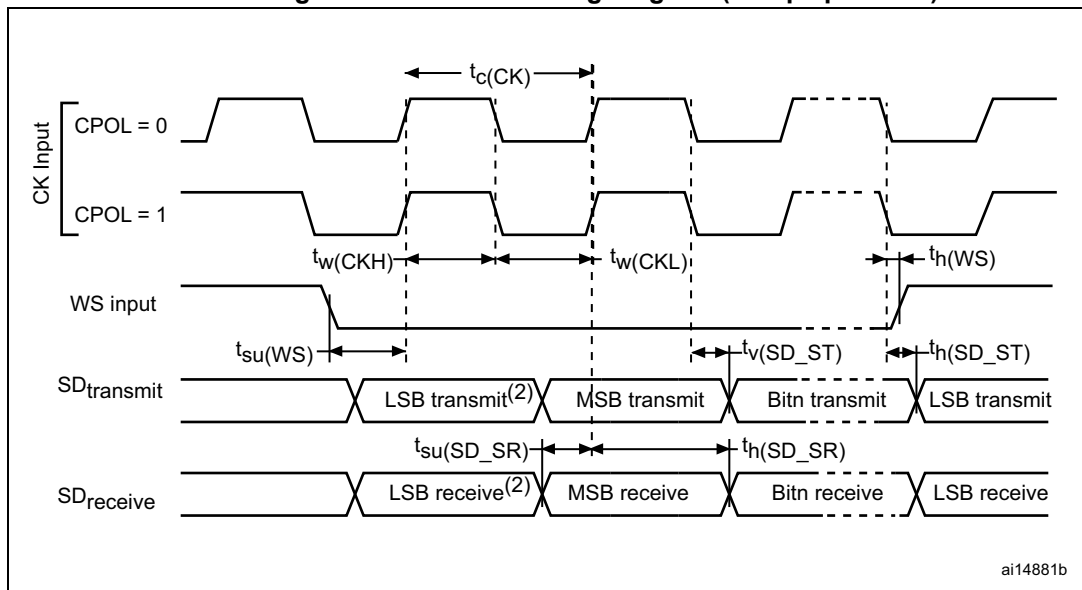 tc(CK)
CK Input
CPOL = 0
CPOL = 1
tw(CKH)
tw(CKL)
th(WS)
WS input
tsu(WS)
tv(SD_ST)
th(SD_ST)
SDtransmit
LSB transmit(2)
MSB transmit
Bitn transmit
LSB transmit
tsu(SD_SR)
th(SD_SR)
SDreceive
LSB receive(2)
MSB receive
Bitn receive
LSB receive
ai14881b